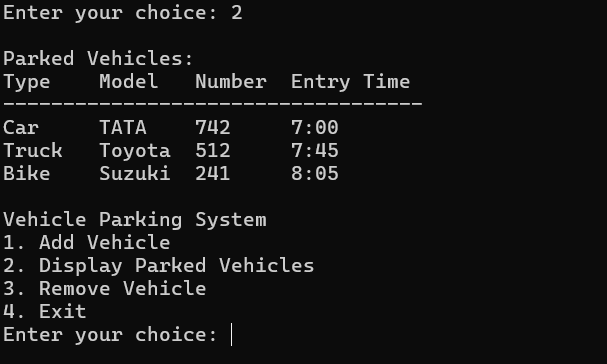 Enter your choice: 2
Parked Vehicles:
Type    Model   Number  Entry Time
-----------------------------------
Car     TATA    742     7:00
Truck   Toyota  512     7:45
Bike    Suzuki  241     8:05
Vehicle Parking System
1. Add Vehicle
2. Display Parked Vehicles
3. Remove Vehicle
4. Exit
Enter your choice: